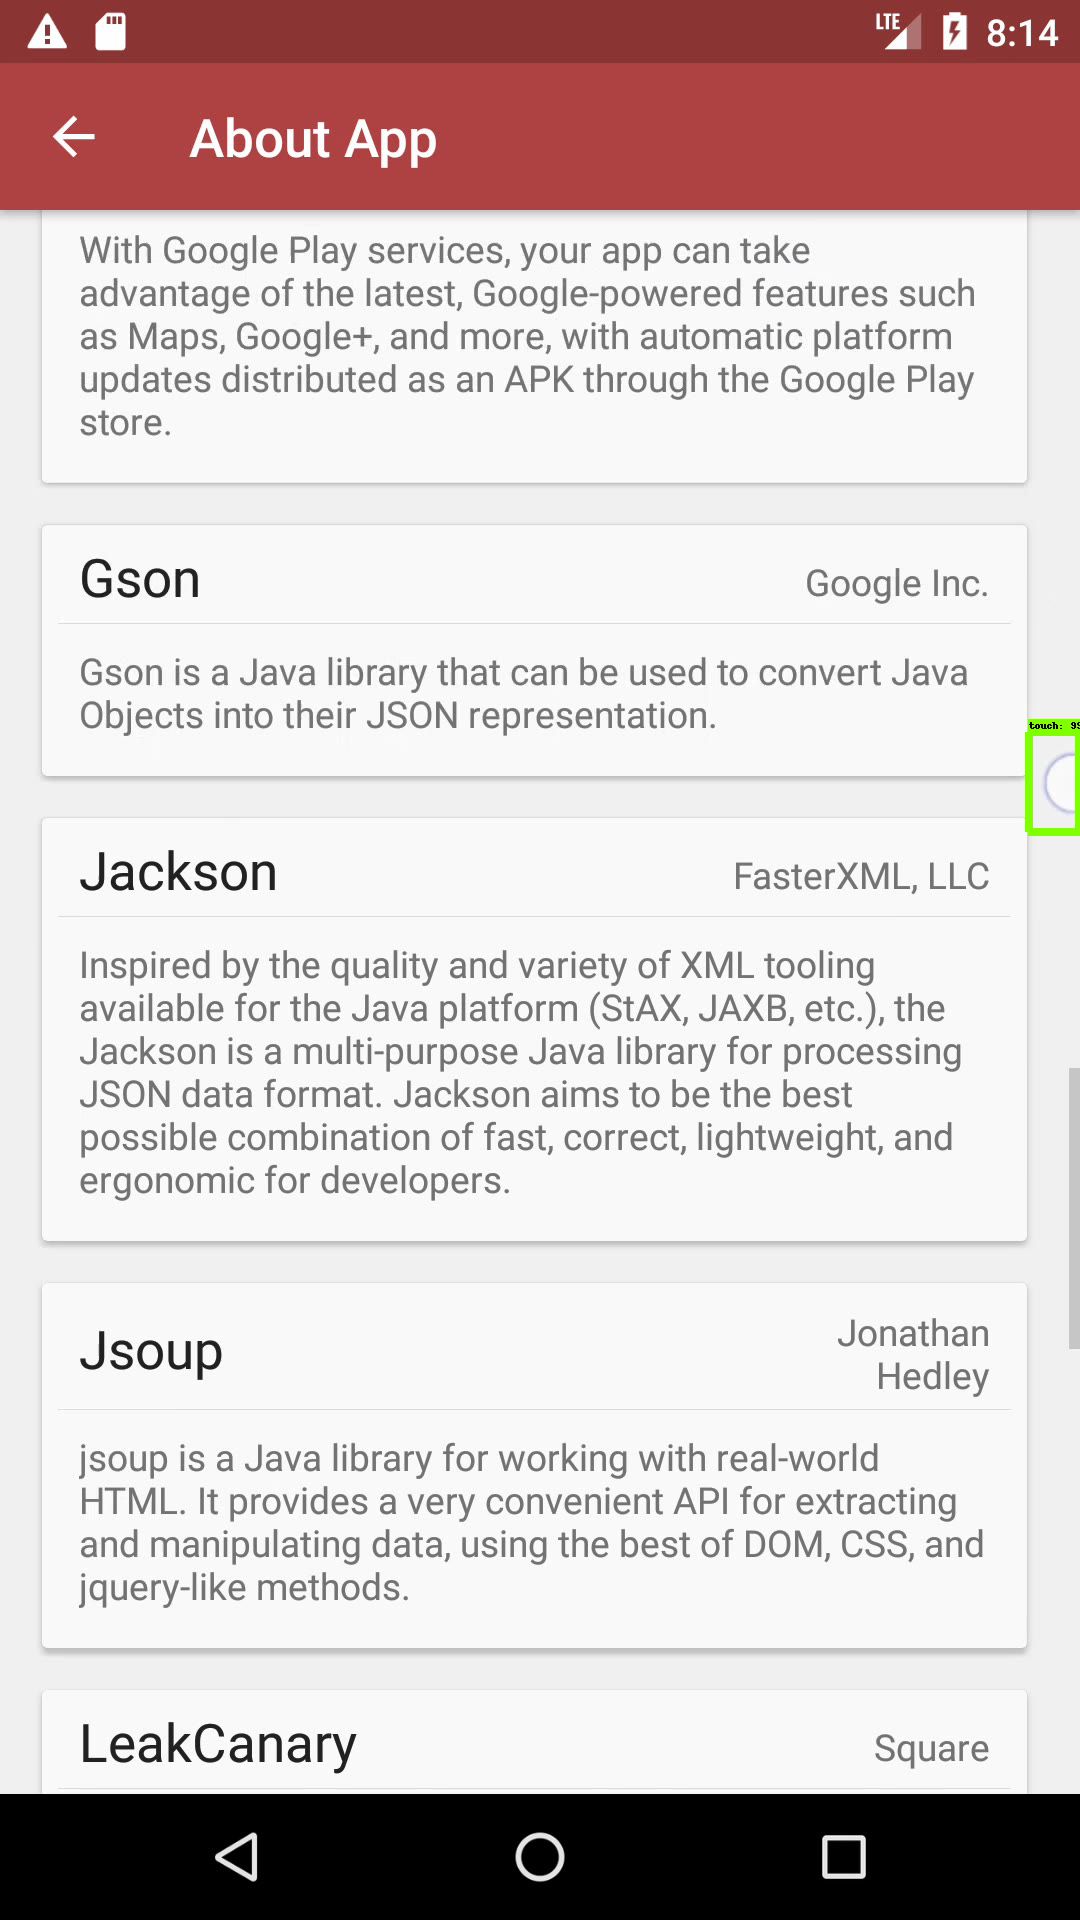 LTE 8:14
About App
With Google Play services, your app can take
advantage of the latest, Google-powered features such
as Maps, Google+, and more, with automatic platform
updates distributed as an APK through the Google Play
store.
Gson Google Inc.
Gson is a Java library that can be used to convert Java
Objects into their JSON representation.
touch: 99
Jackson FasterXML, LLC
Inspired by the quality and variety of XML tooling
available for the Java platform (StAX, JAXB, etc.), the
Jackson is a multi-purpose Java library for processing
JSON data format. Jackson aims to be the best
possible combination of fast, correct, lightweight, and
ergonomic for developers.
Jsoup Jonathan
Hedley
jsoup is a Java library for working with real-world
HTML. It provides a very convenient API for extracting
and manipulating data, using the best of DOM, CSS, and
jquery-like methods.
LeakCanary Square